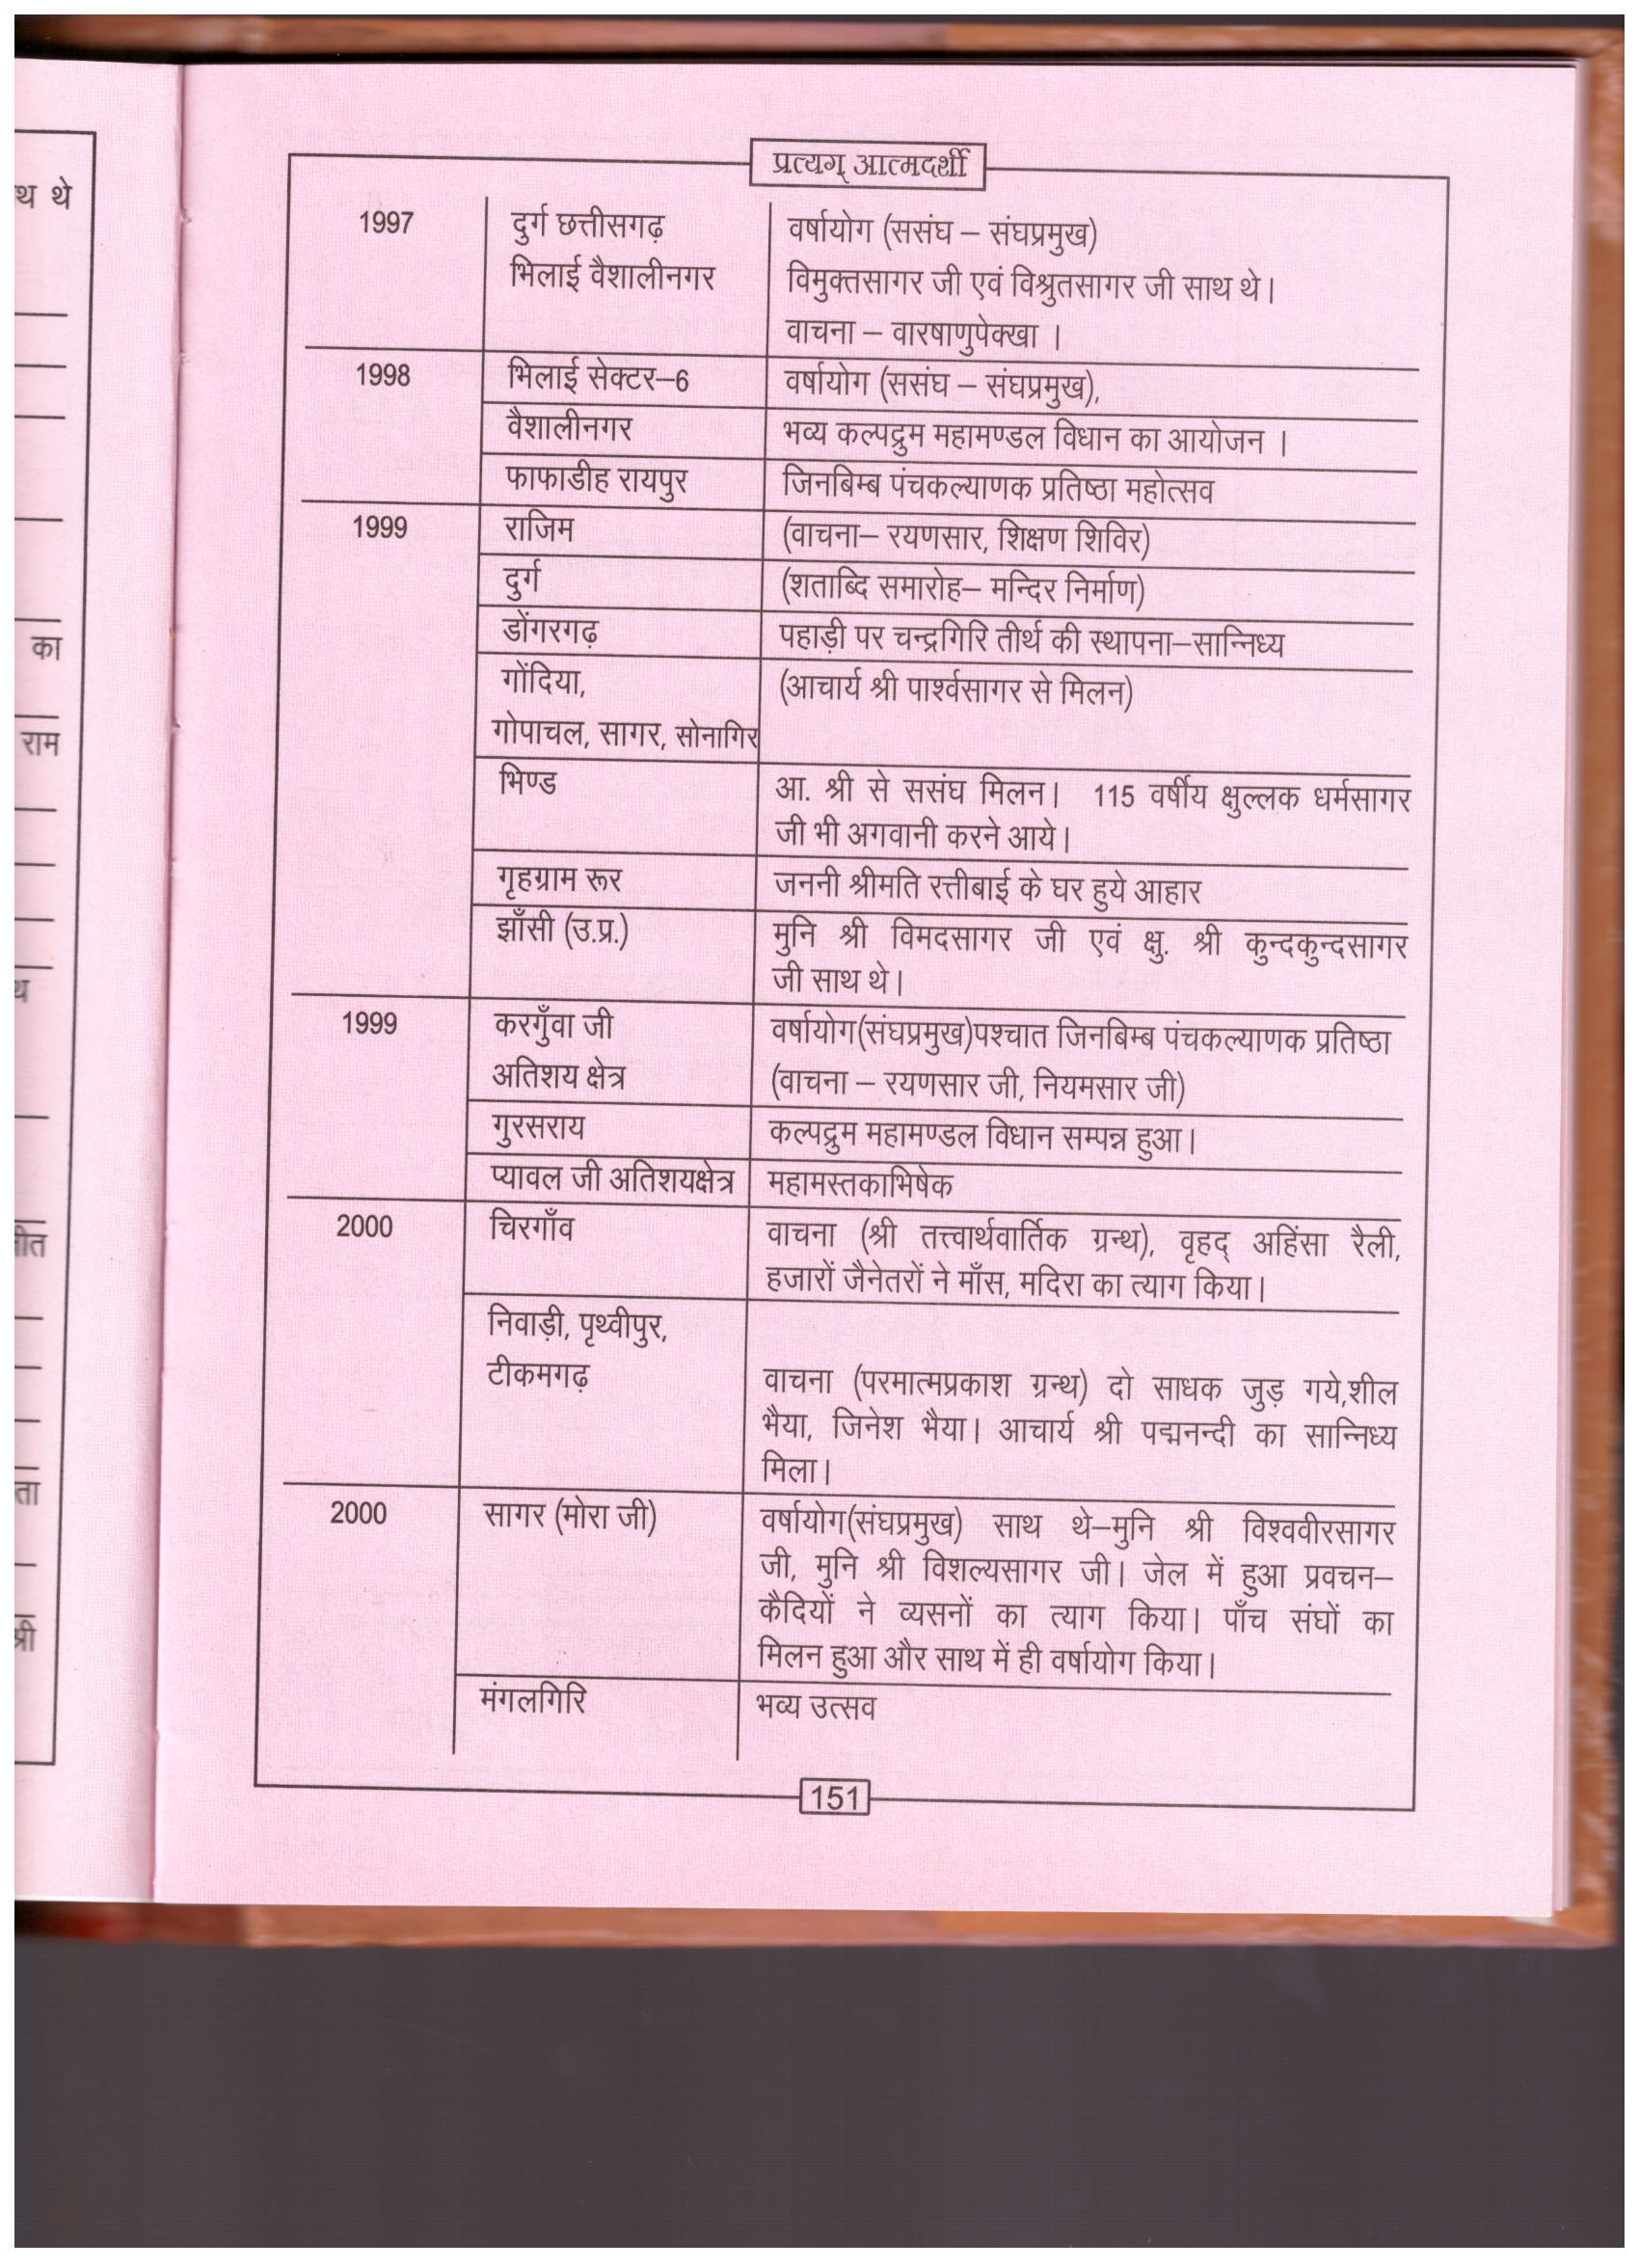 थ थे
का
राम
थ
ता
श्री
प्रत्यग् आत्मदर्शी
1997 दुर्ग छत्तीसगढ़ वर्षायोग (ससंघ – संघप्रमुख)
भिलाई वैशालीनगर विमुक्तसागर जी एवं विश्रुतसागर जी साथ थे।
वाचना – वारषाणुपेक्खा ।
1998 भिलाई सेक्टर–6 वर्षायोग (ससंघ – संघप्रमुख),
वैशालीनगर भव्य कल्पद्रुम महामण्डल विधान का आयोजन ।
फाफाडीह रायपुर जिनबिम्ब पंचकल्याणक प्रतिष्ठा महोत्सव
1999 राजिम (वाचना– रयणसार, शिक्षण शिविर)
दुर्ग (शताब्दि समारोह– मन्दिर निर्माण)
डोंगरगढ़ पहाड़ी पर चन्द्रगिरि तीर्थ की स्थापना–सान्निध्य
गोंदिया, (आचार्य श्री पार्श्वसागर से मिलन)
गोपाचल, सागर, सोनागिर
भिण्ड आ. श्री से ससंघ मिलन। 115 वर्षीय क्षुल्लक धर्मसागर
जी भी अगवानी करने आये।
गृहग्राम रूर जननी श्रीमति रत्तीबाई के घर हुये आहार
झाँसी (उ.प्र.) मुनि श्री विमदसागर जी एवं क्षु. श्री कुन्दकुन्दसागर
जी साथ थे।
1999 करगुँवा जी वर्षायोग(संघप्रमुख)पश्चात जिनबिम्ब पंचकल्याणक प्रतिष्ठा
अतिशय क्षेत्र (वाचना – रयणसार जी, नियमसार जी)
गुरसराय कल्पद्रुम महामण्डल विधान सम्पन्न हुआ।
प्यावल जी अतिशयक्षेत्र महामस्तकाभिषेक
2000 चिरगाँव वाचना (श्री तत्त्वार्थवार्तिक ग्रन्थ), वृहद् अहिंसा रैली,
हजारों जैनेतरों ने माँस, मदिरा का त्याग किया।
निवाड़ी, पृथ्वीपुर,
टीकमगढ़ वाचना (परमात्मप्रकाश ग्रन्थ) दो साधक जुड़ गये,शील
भैया, जिनेश भैया। आचार्य श्री पद्मनन्दी का सान्निध्य
मिला।
2000 सागर (मोरा जी) वर्षायोग(संघप्रमुख) साथ थे–मुनि श्री विश्ववीरसागर
जी, मुनि श्री विशल्यसागर जी। जेल में हुआ प्रवचन–
कैदियों ने व्यसनों का त्याग किया। पाँच संघों का
मिलन हुआ और साथ में ही वर्षायोग किया।
मंगलगिरि भव्य उत्सव
151